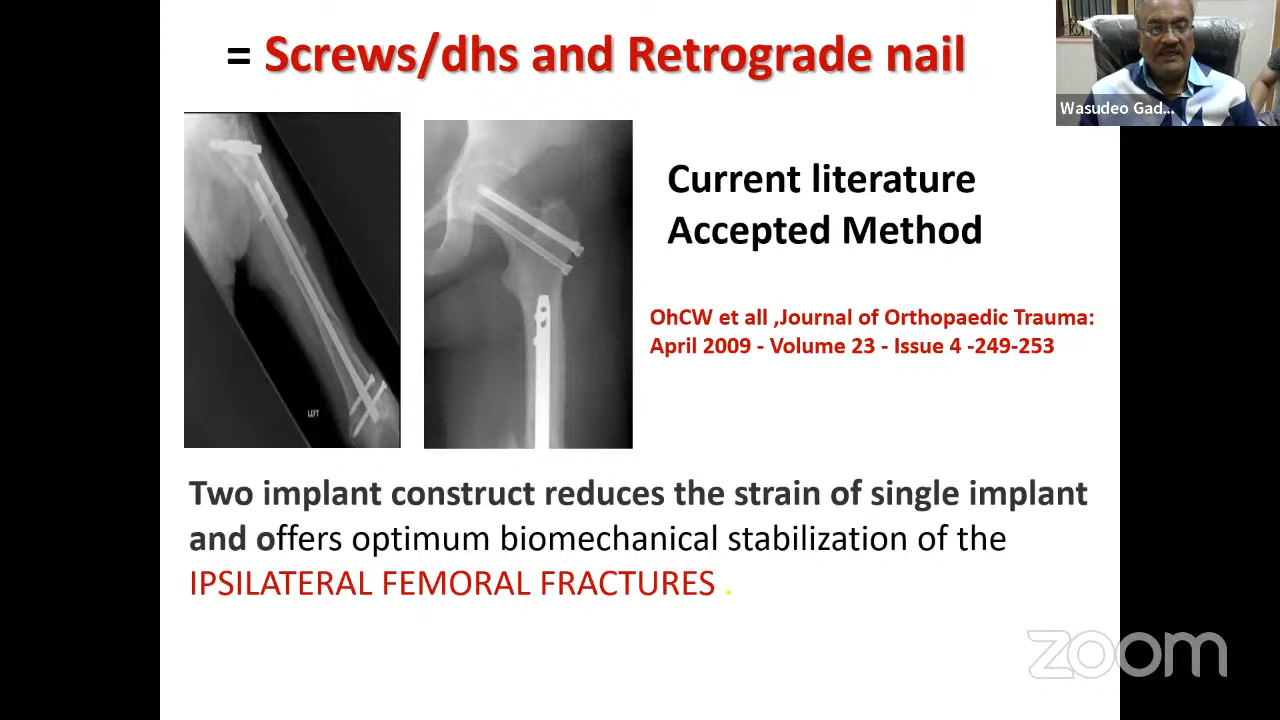 = Screws/dhs and Retrograde nail
Wasudeo Gad...
Current literature
Accepted Method
OhCW et all ,Journal of Orthopaedic Trauma:
April 2009 - Volume 23 - Issue 4 -249-253
Two implant construct reduces the strain of single implant
and offers optimum biomechanical stabilization of the
IPSILATERAL FEMORAL FRACTURES .
zoom